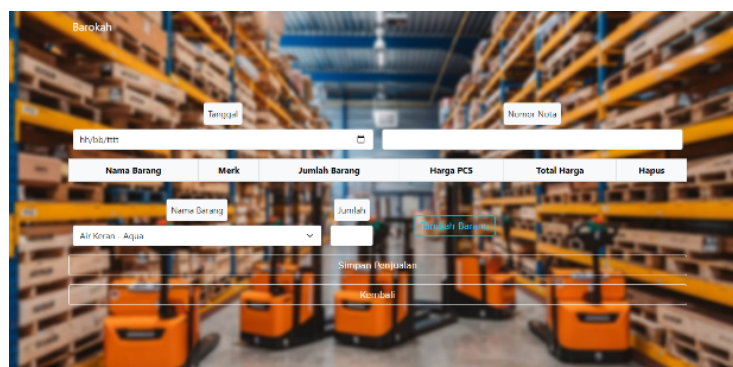 Barokah
Tanggal Nomor Nota
hh/bb/tttt
Nama Barang Merk Jumlah Barang Harga PCS Total Harga Hapus
Nama Barang Jumlah
Air Keran - Aqua Tambah Barang
Simpan Penjualan
Kembali